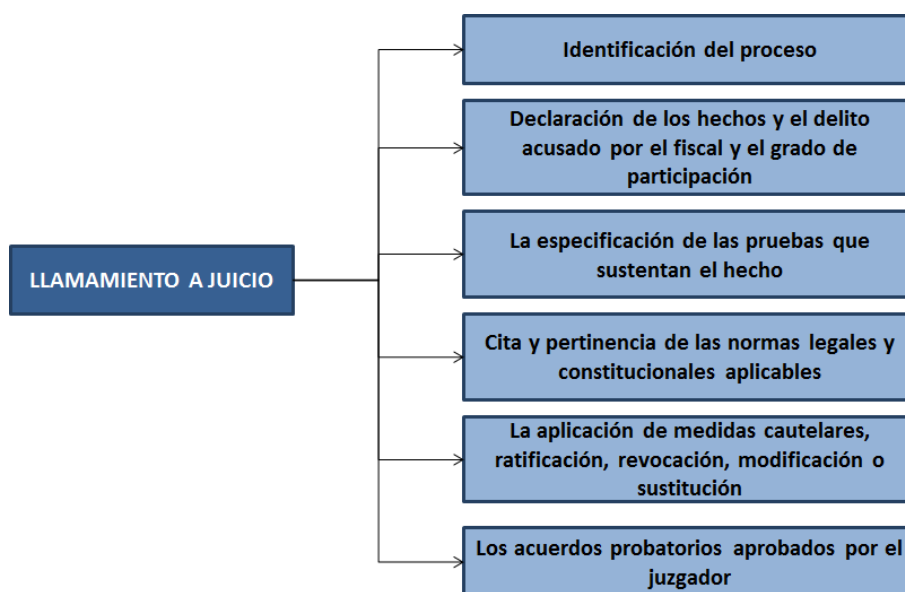 Identificación del proceso
Declaración de los hechos y el delito
acusado por el fiscal y el grado de
participación
La especificación de las pruebas que
sustentan el hecho
LLAMAMIENTO A JUICIO
Cita y pertinencia de las normas legales y
constitucionales aplicables
La aplicación de medidas cautelares,
ratificación, revocación, modificación o
sustitución
Los acuerdos probatorios aprobados por el
juzgador